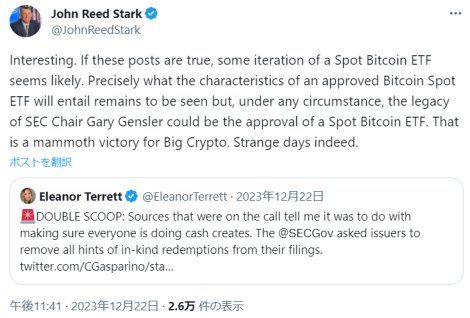 John Reed Stark
@JohnReedStark
Interesting. If these posts are true, some iteration of a Spot Bitcoin ETF
seems likely. Precisely what the characteristics of an approved Bitcoin Spot
ETF will entail remains to be seen but, under any circumstance, the legacy
of SEC Chair Gary Gensler could be the approval of a Spot Bitcoin ETF. That
is a mammoth victory for Big Crypto. Strange days indeed.
ポストを翻訳
Eleanor Terrett @EleanorTerrett · 2023年12月22日
🚨DOUBLE SCOOP: Sources that were on the call tell me it was to do with
making sure everyone is doing cash creates. The @SECGov asked issuers to
remove all hints of in-kind redemptions from their filings.
twitter.com/CGasparino/sta…
午後11:41 · 2023年12月22日 · 2.6万 件の表示